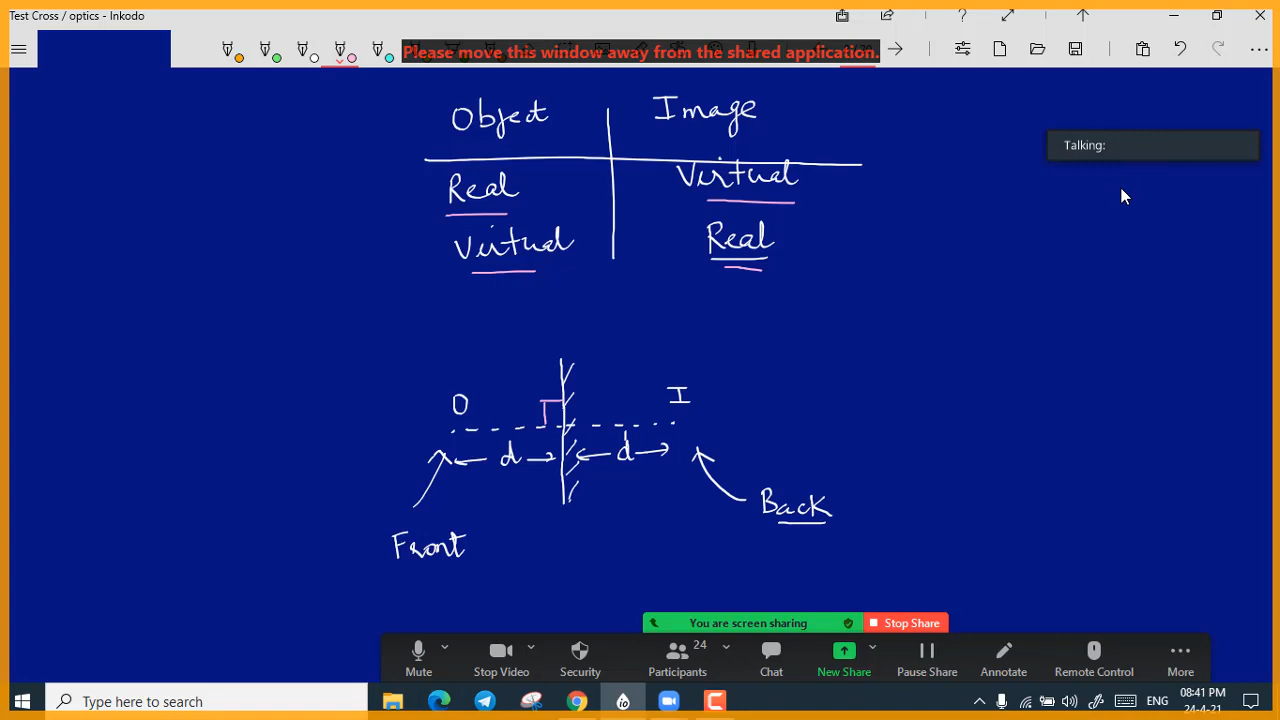 Test Cross / optics - Inkodo
Please move this window away from the shared application.
Object Image
Real Virtual
Virtual Real
Talking:
O I
d d
Front
Back
You are screen sharing Stop Share
24
Mute Stop Video Security Participants Chat New Share Pause Share Annotate Remote Control More
Type here to search
ENG
08:41 PM
24-4-21